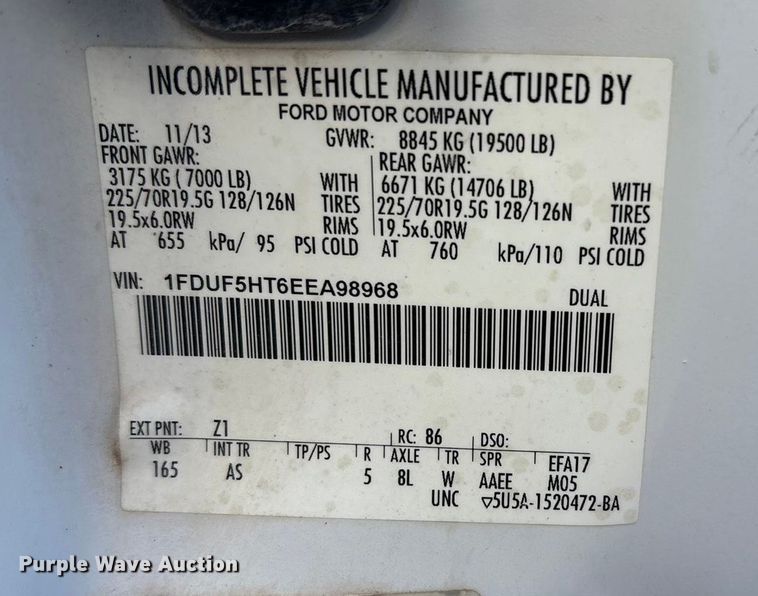 INCOMPLETE VEHICLE MANUFACTURED BY
FORD MOTOR COMPANY
DATE: 11/13 GVWR: 8845 KG (19500 LB)
FRONT GAWR: REAR GAWR:
3175 KG ( 7000 LB) WITH 6671 KG (14706 LB) WITH
225/70R19.5G 128/126N TIRES 225/70R19.5G 128/126N TIRES
19.5x6.0RW RIMS 19.5x6.0RW RIMS
AT 655 kPa/ 95 PSI COLD AT 760 kPa/110 PSI COLD
VIN: 1FDUF5HT6EEA98968 DUAL
EXT PNT: Z1 RC: 86 DSO:
WB INT TR TP/PS R AXLE TR SPR EFA17
165 AS 5 8L W AAEE M05
UNC ▽5U5A-1520472-BA
Purple Wave Auction